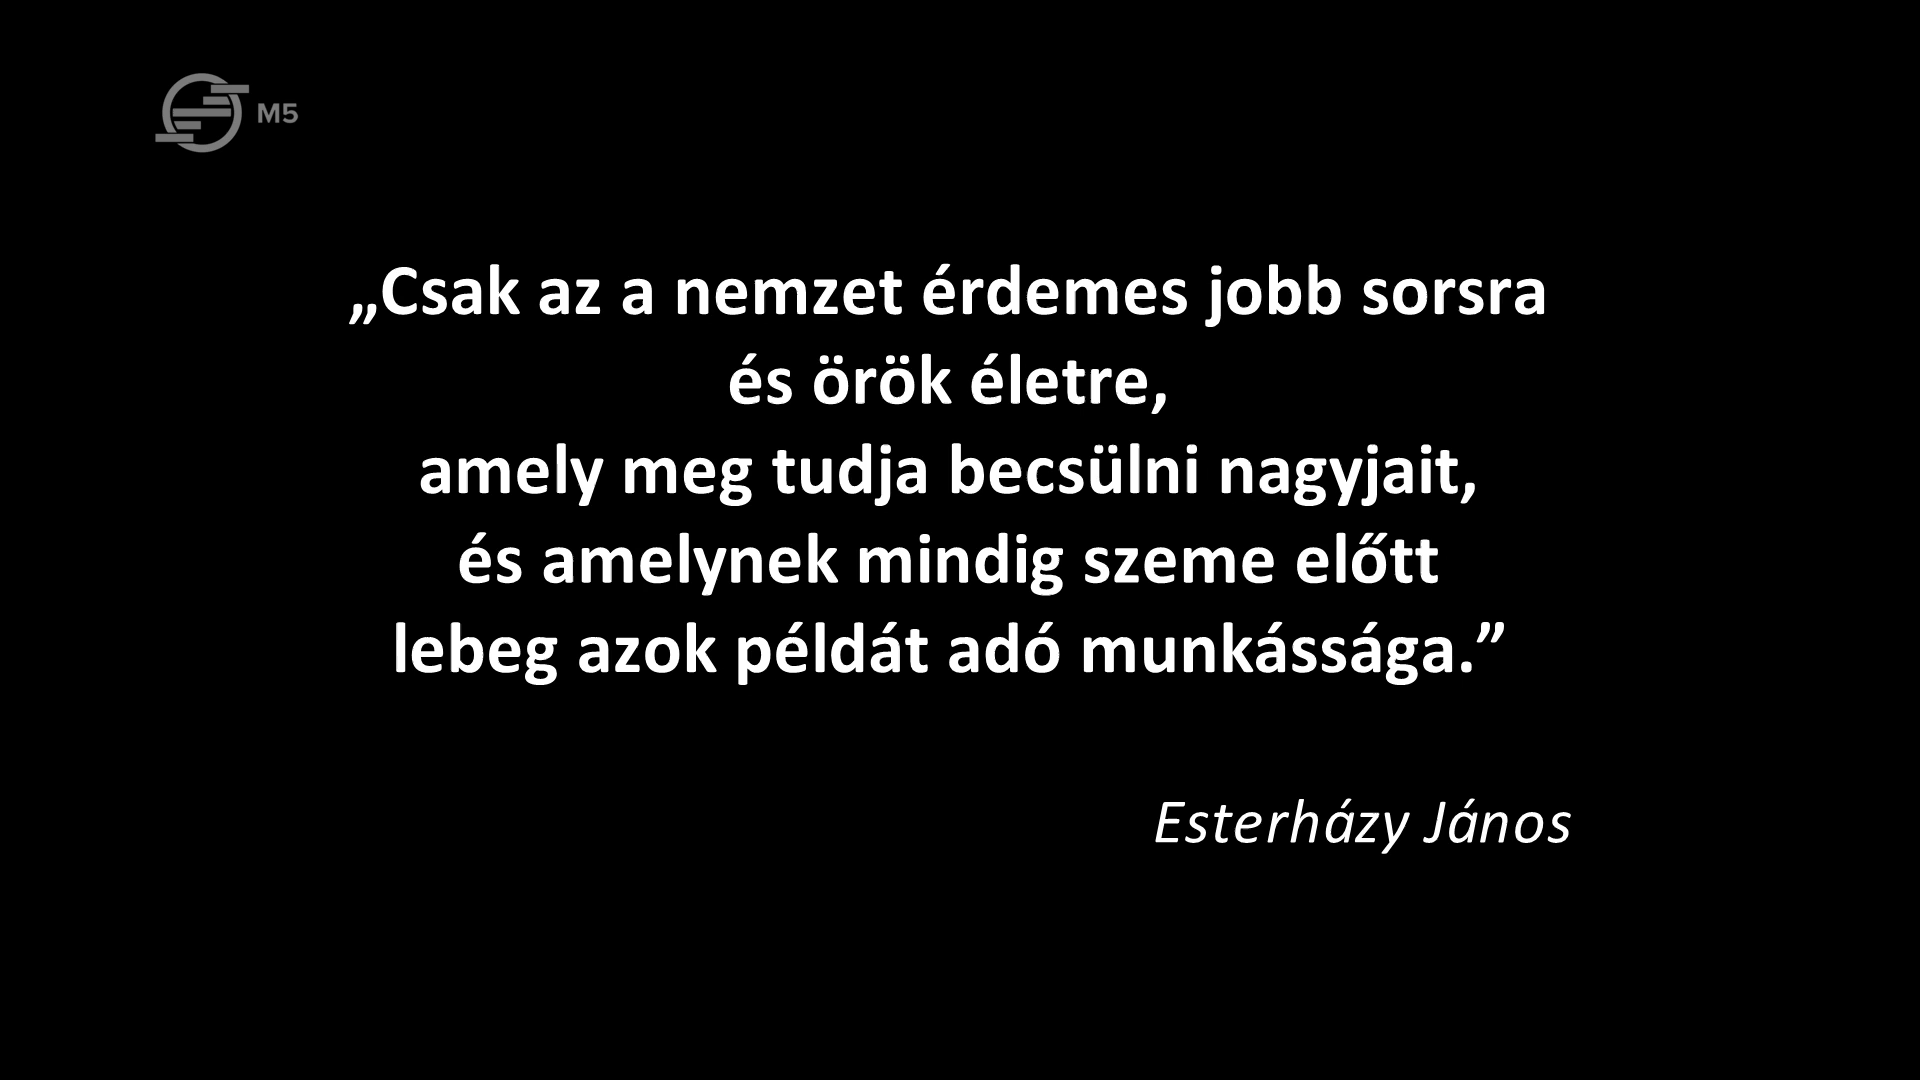 M5
„Csak az a nemzet érdemes jobb sorsra
és örök életre,
amely meg tudja becsülni nagyjait,
és amelynek mindig szeme előtt
lebeg azok példát adó munkássága.”
Esterházy János